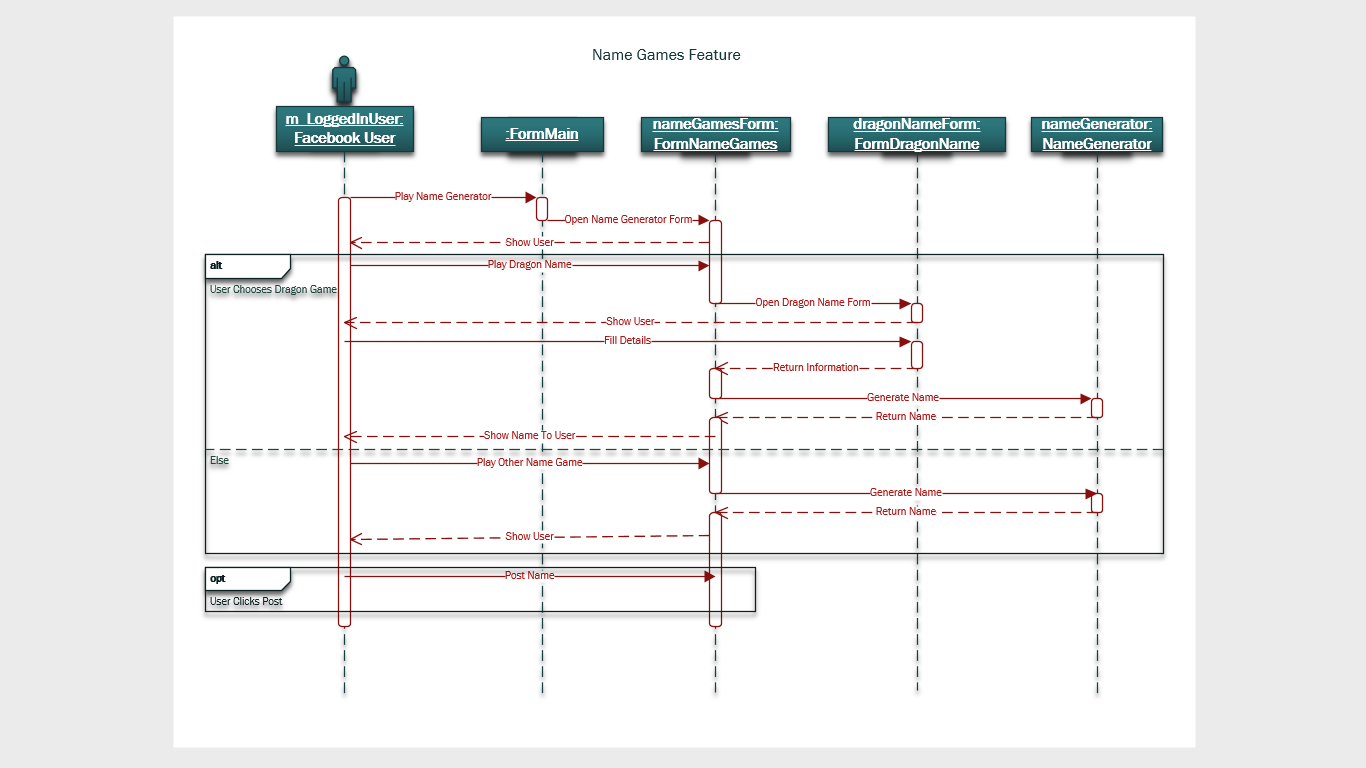 Name Games Feature
m_LoggedInUser:
Facebook User
:FormMain
nameGamesForm:
FormNameGames
dragonNameForm:
FormDragonName
nameGenerator:
NameGenerator
Play Name Generator
Open Name Generator Form
Show User
alt
Play Dragon Name
User Chooses Dragon Game
Open Dragon Name Form
Show User
Fill Details
Return Information
Generate Name
Return Name
Show Name To User
Else
Play Other Name Game
Generate Name
Return Name
Show User
opt
Post Name
User Clicks Post